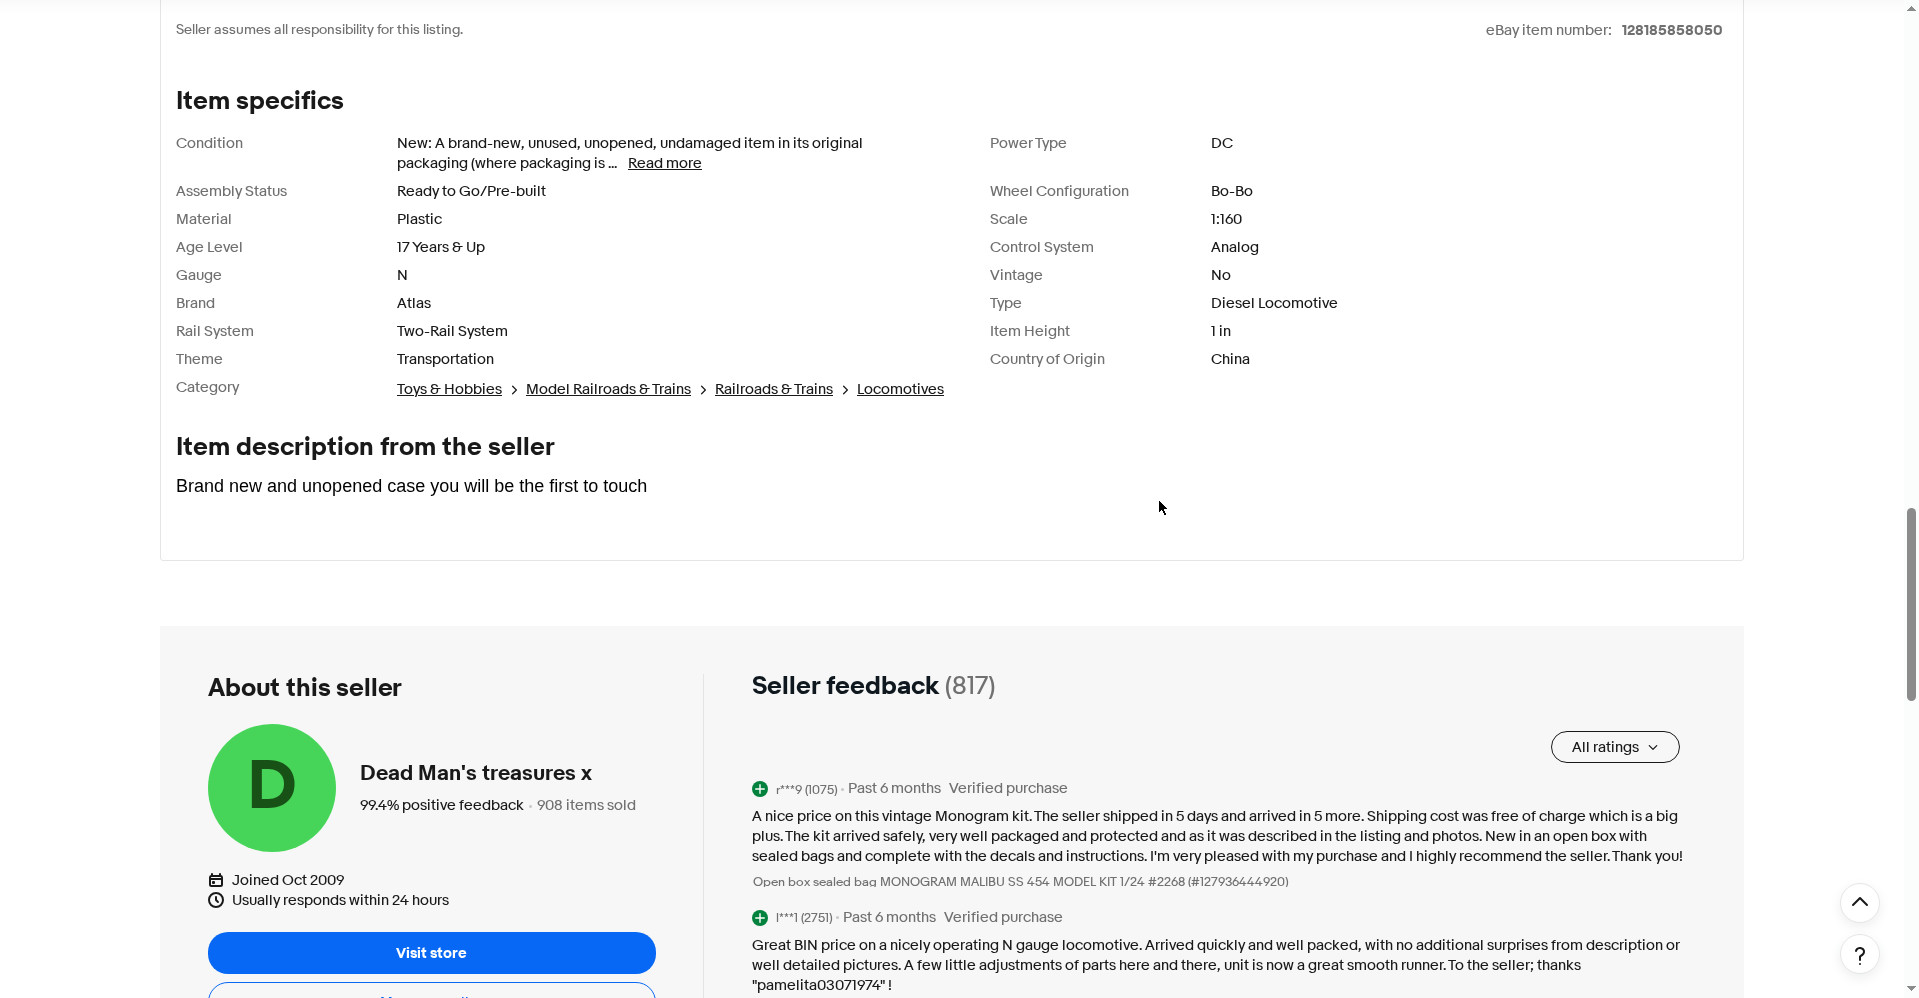 Seller assumes all responsibility for this listing.
eBay item number: 128185858050
Item specifics
Condition
New: A brand-new, unused, unopened, undamaged item in its original
packaging (where packaging is ... Read more
Power Type
DC
Assembly Status
Ready to Go/Pre-built
Wheel Configuration
Bo-Bo
Material
Plastic
Scale
1:160
Age Level
17 Years & Up
Control System
Analog
Gauge
N
Vintage
No
Brand
Atlas
Type
Diesel Locomotive
Rail System
Two-Rail System
Item Height
1 in
Theme
Transportation
Country of Origin
China
Category
Toys & Hobbies > Model Railroads & Trains > Railroads & Trains > Locomotives
Item description from the seller
Brand new and unopened case you will be the first to touch
About this seller
D
Dead Man's treasures x
99.4% positive feedback · 908 items sold
Joined Oct 2009
Usually responds within 24 hours
Visit store
Seller feedback (817)
All ratings
r***9 (1075) · Past 6 months Verified purchase
A nice price on this vintage Monogram kit. The seller shipped in 5 days and arrived in 5 more. Shipping cost was free of charge which is a big
plus. The kit arrived safely, very well packaged and protected and as it was described in the listing and photos. New in an open box with
sealed bags and complete with the decals and instructions. I'm very pleased with my purchase and I highly recommend the seller. Thank you!
Open box sealed bag MONOGRAM MALIBU SS 454 MODEL KIT 1/24 #2268 (#127936444920)
l***1 (2751) · Past 6 months Verified purchase
Great BIN price on a nicely operating N gauge locomotive. Arrived quickly and well packed, with no additional surprises from description or
well detailed pictures. A few little adjustments of parts here and there, unit is now a great smooth runner. To the seller; thanks
"pamelita03071974" !
?